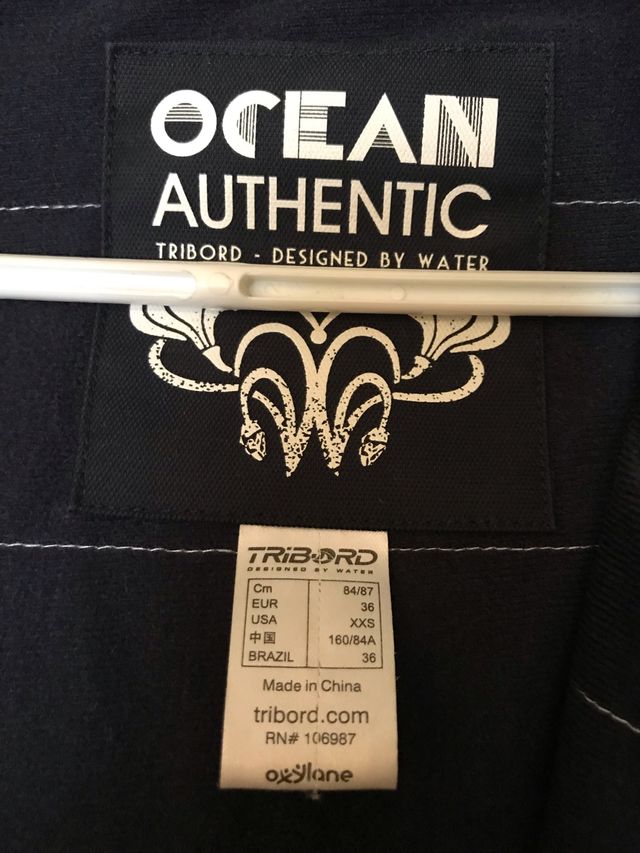 OCEAN
AUTHENTIC
TRIBORD - DESIGNED BY WATER
TRIBORD
DESIGNED BY WATER
Cm 84/87
EUR 36
USA XXS
中国 160/84A
BRAZIL 36
Made in China
tribord.com
RN# 106987
oxylane